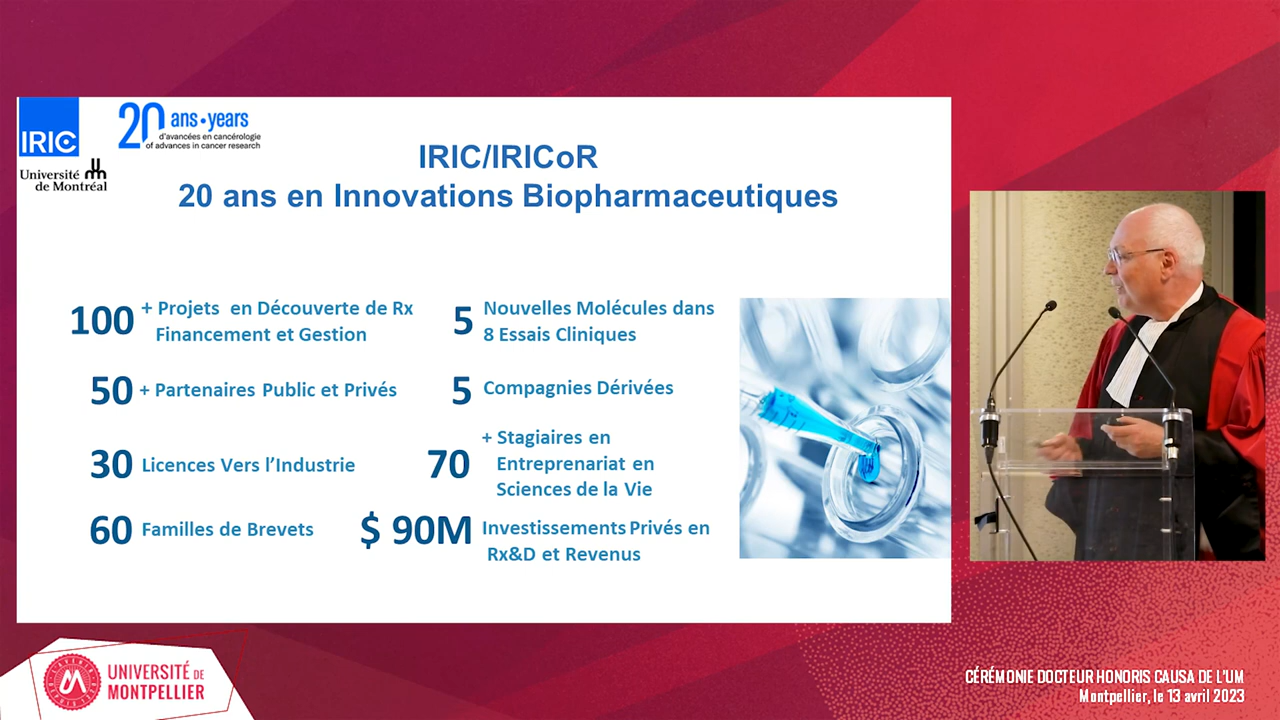 IRIC
20 ans•years
d'avancées en cancérologie
of advances in cancer research
Université
de Montréal
IRIC/IRICoR
20 ans en Innovations Biopharmaceutiques
100 + Projets en Découverte de Rx
Financement et Gestion
50 + Partenaires Public et Privés
30 Licences Vers l'Industrie
60 Familles de Brevets
5 Nouvelles Molécules dans
8 Essais Cliniques
5 Compagnies Dérivées
70 + Stagiaires en
Entreprenariat en
Sciences de la Vie
$ 90M Investissements Privés en
Rx&D et Revenus
UNIVERSITÉ DE
MONTPELLIER
CÉRÉMONIE DOCTEUR HONORIS CAUSA DE L'UM
Montpellier, le 13 avril 2023